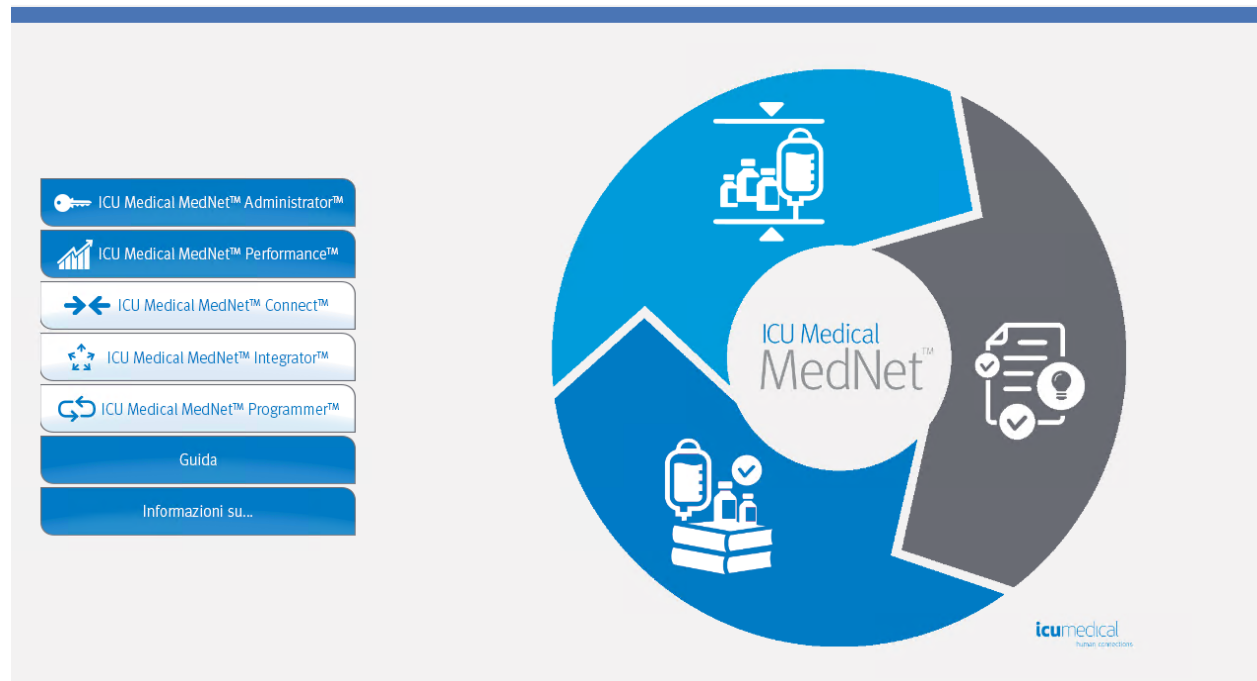 ICU Medical MedNet™ Administrator™
ICU Medical MedNet™ Performance™
ICU Medical MedNet™ Connect™
ICU Medical MedNet™ Integrator™
ICU Medical MedNet™ Programmer™
Guida
Informazioni su...
ICU Medical
MedNet™
icumedical
human connections